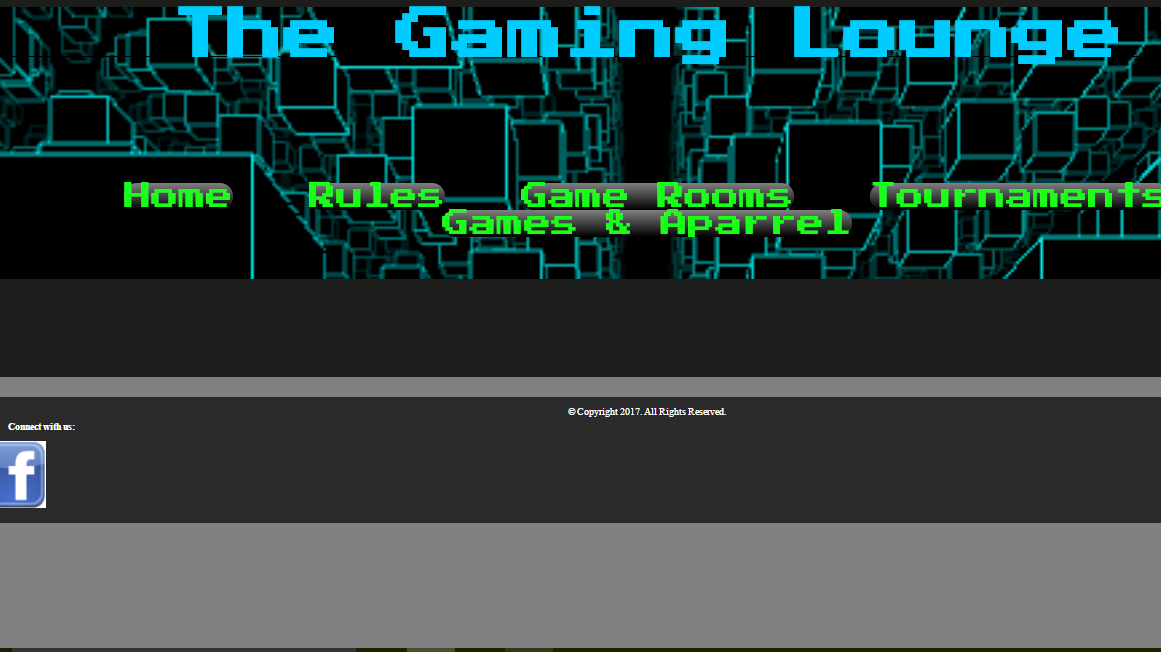 The Gaming Lounge
Home Rules Game Rooms Tournaments
Games & Aparrel
© Copyright 2017. All Rights Reserved.
Connect with us:
f